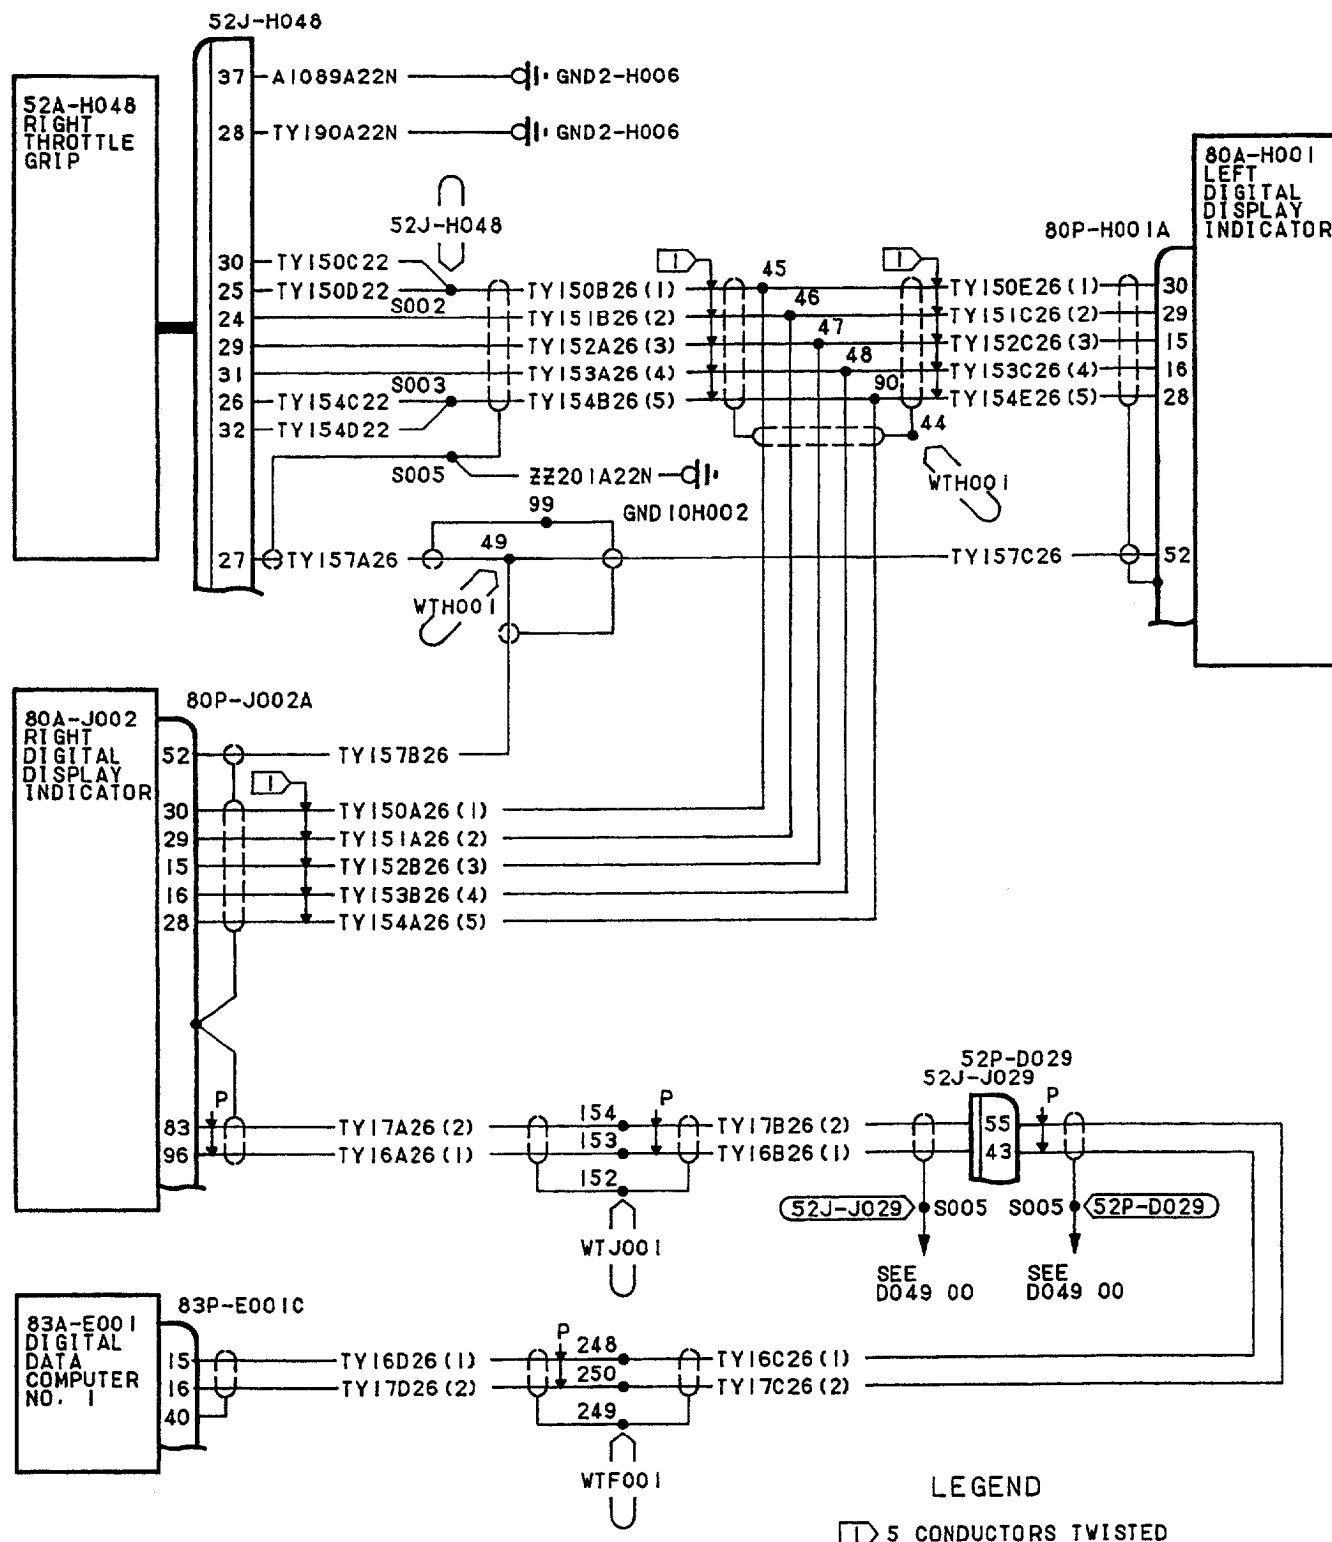 52J-H048
37 A1089A22N GND2-H006
52A-H048
RIGHT
THROTTLE
GRIP
28 TY190A22N GND2-H006
80A-H001
LEFT
DIGITAL
DISPLAY
INDICATOR
52J-H048
80P-H001A
30 TY150C22
25 TY150D22 S002 TY150B26(1) 1 45 1 TY150E26(1) 30
24 TY151B26(2) 46 TY151C26(2) 29
29 TY152A26(3) 47 TY152C26(3) 15
31 TY153A26(4) 48 TY153C26(4) 16
26 TY154C22 S003 TY154B26(5) 90 TY154E26(5) 28
32 TY154D22 44
S005 ZZ201A22N WTH001
GND10H002
99
27 TY157A26 49 TY157C26 52
WTH001
80P-J002A
80A-J002
RIGHT
DIGITAL
DISPLAY
INDICATOR
52 TY157B26
1
30 TY150A26(1)
29 TY151A26(2)
15 TY152B26(3)
16 TY153B26(4)
28 TY154A26(5)
52P-D029
52J-J029
P P P
83 TY17A26(2) 154 TY17B26(2) 55
96 TY16A26(1) 153 TY16B26(1) 43
152
52J-J029 S005 S005 52P-D029
WTJ001
SEE
D049 00
SEE
D049 00
83P-E001C
83A-E001
DIGITAL
DATA
COMPUTER
NO. 1
P
15 TY16D26(1) 248 TY16C26(1)
16 TY17D26(2) 250 TY17C26(2)
40 249
WTF001
LEGEND
1 5 CONDUCTORS TWISTED